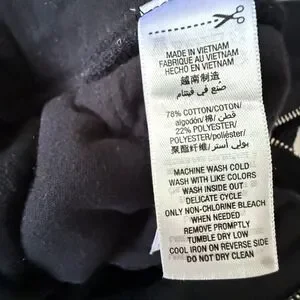 MADE IN VIETNAM
FABRIQUE AU VIETNAM
HECHO EN VIETNAM
越南制造
صنع في فيتنام
78% COTTON/COTON/
algodón/棉/قطن
22% POLYESTER/
POLYESTER/poliéster/
聚酯纤维/بولي أستر
MACHINE WASH COLD
WASH WITH LIKE COLORS
WASH INSIDE OUT
DELICATE CYCLE
ONLY NON-CHLORINE BLEACH
WHEN NEEDED
REMOVE PROMPTLY
TUMBLE DRY LOW
COOL IRON ON REVERSE SIDE
DO NOT DRY CLEAN